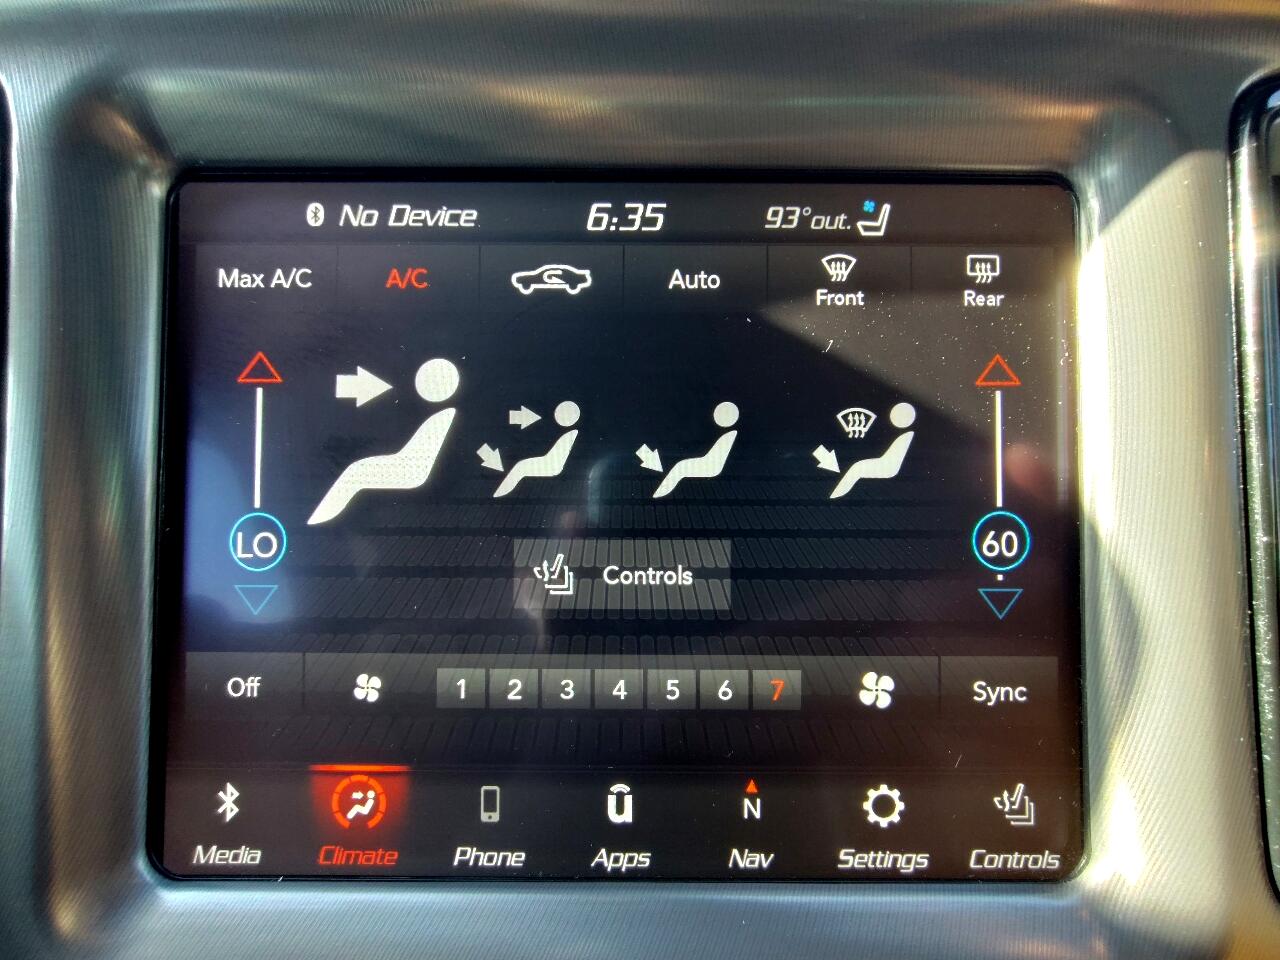 No Device 6:35 93°out.
Max A/C A/C Auto Front Rear
LO 60
Controls
Off 1 2 3 4 5 6 7 Sync
N
Media Climate Phone Apps Nav Settings Controls